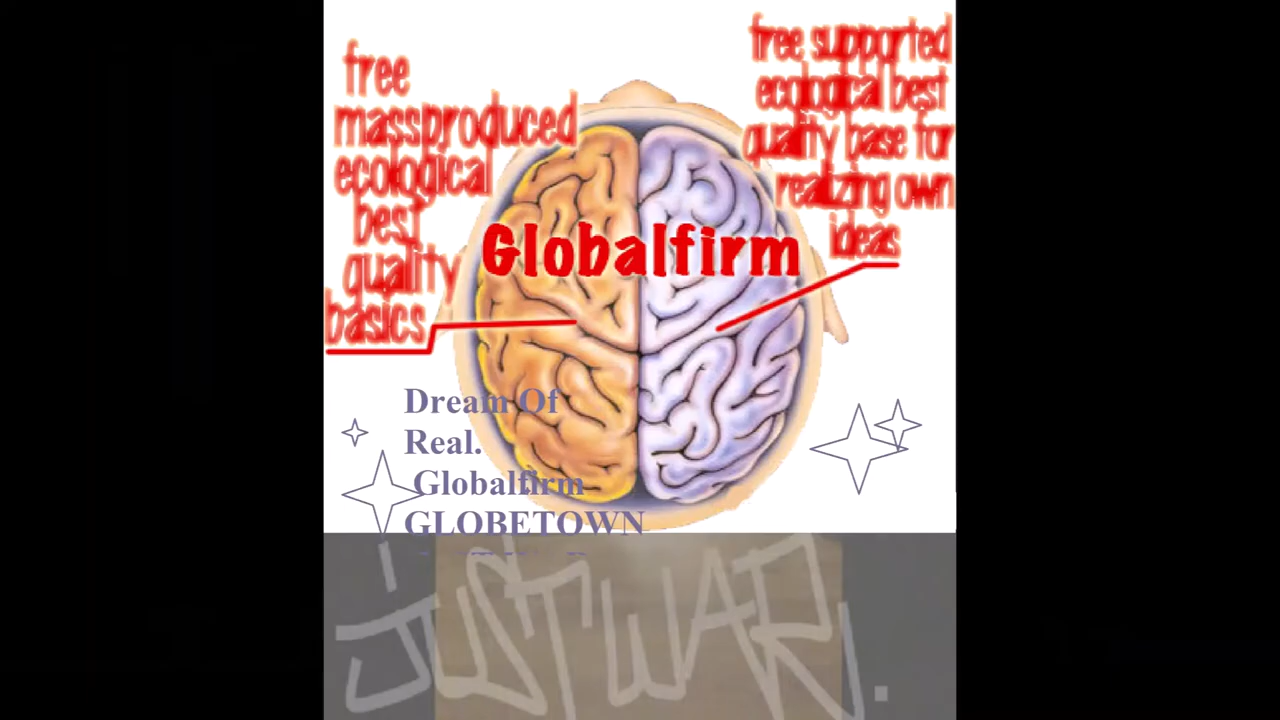 free
massproduced
ecological
best
quality
basics
free supported
ecological best
quality base for
realizing own
ideas
Globalfirm
Dream Of
Real.
Globalfirm
GLOBETOWN
JUST WAR.